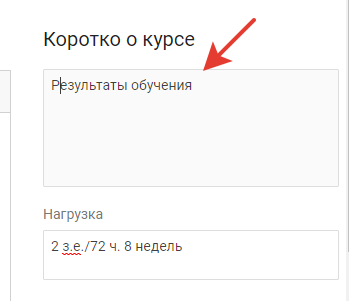 Коротко о курсе
Результаты обучения
Нагрузка
2 з.е./72 ч. 8 недель